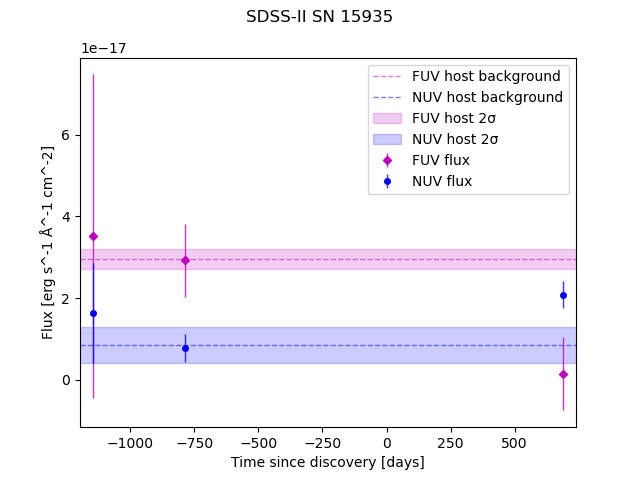 SDSS-II SN 15935
1e−17
FUV host background
NUV host background
FUV host 2σ
NUV host 2σ
FUV flux
NUV flux
Flux [erg s^-1 Å^-1 cm^-2]
6
4
2
0
−1000
−750
−500
−250
0
250
500
Time since discovery [days]